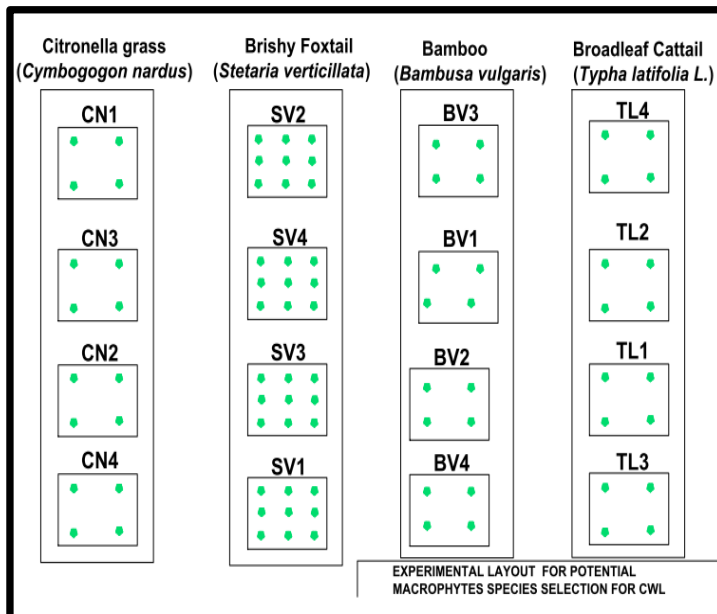 Citronella grass
(Cymbogogon nardus)
CN1
CN3
CN2
CN4
Brishy Foxtail
(Stetaria verticillata)
SV2
SV4
SV3
SV1
Bamboo
(Bambusa vulgaris)
BV3
BV1
BV2
BV4
Broadleaf Cattail
(Typha latifolia L.)
TL4
TL2
TL1
TL3
EXPERIMENTAL LAYOUT FOR POTENTIAL
MACROPHYTES SPECIES SELECTION FOR CWL